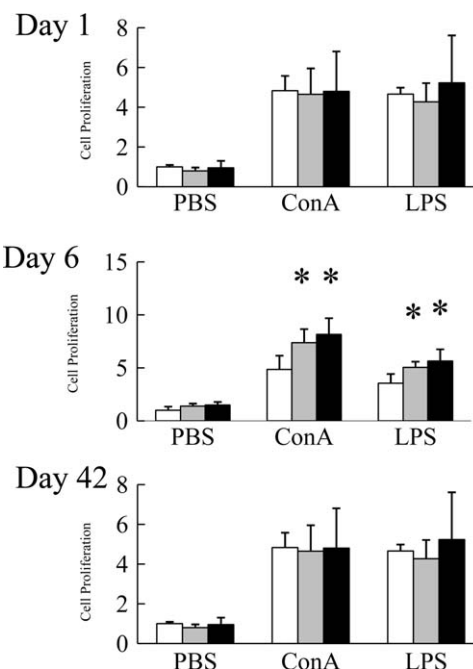 Day 1
Cell Proliferation
8
6
4
2
0
PBS ConA LPS
Day 6
Cell Proliferation
15
10
5
0
* * * *
PBS ConA LPS
Day 42
Cell Proliferation
8
6
4
2
0
PBS ConA LPS